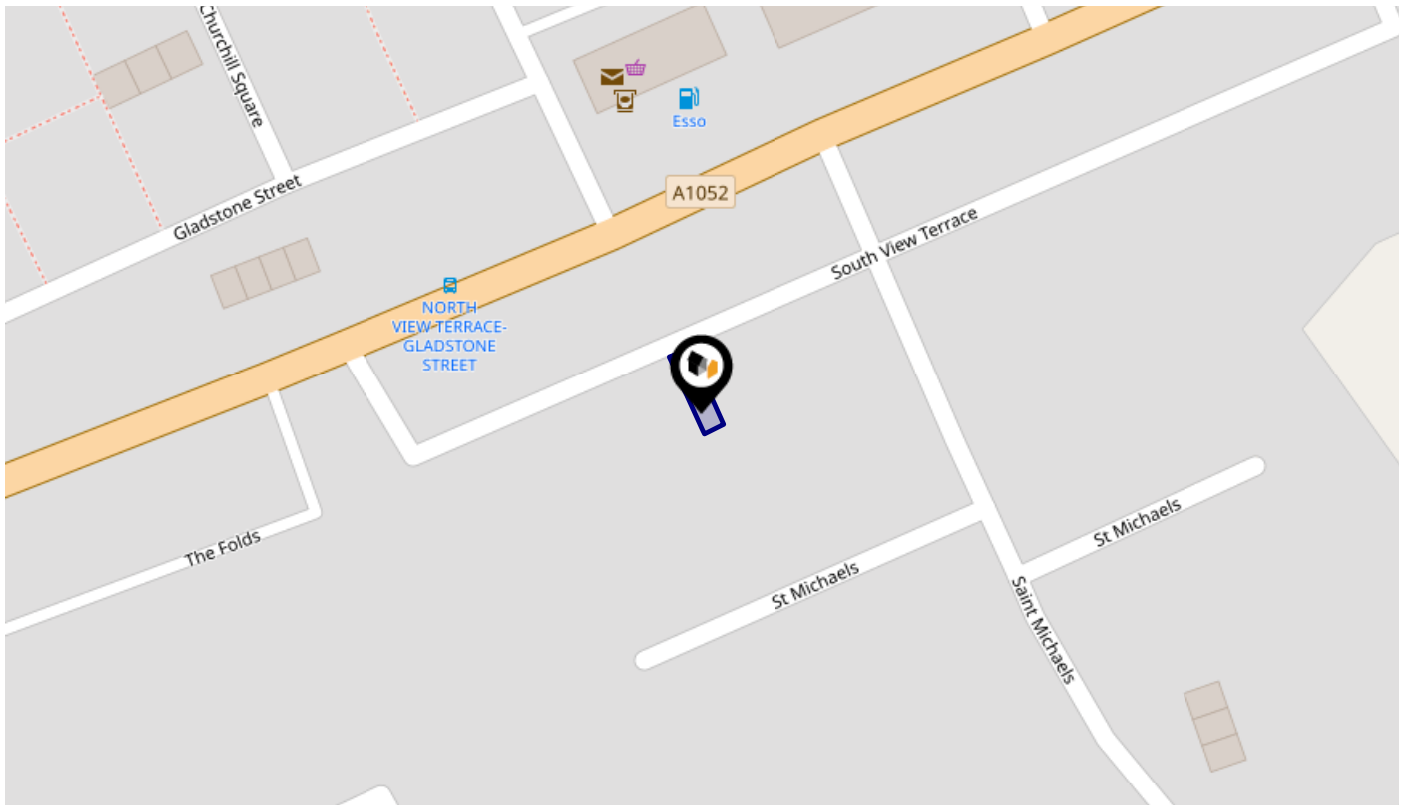 Churchill Square
Esso
A1052
Gladstone Street
South View Terrace
NORTH
VIEW TERRACE-
GLADSTONE
STREET
The Folds
St Michaels
St Michaels
Saint Michaels